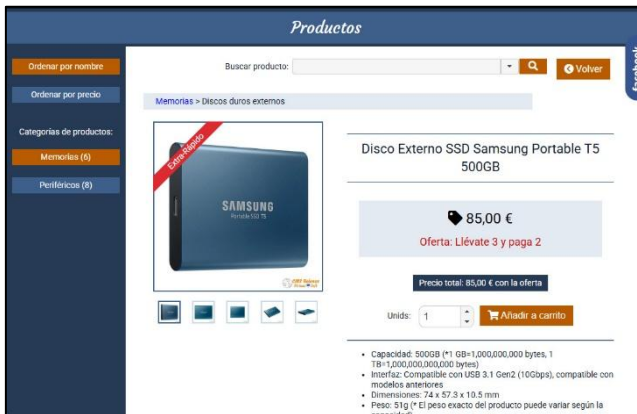 Productos
Ordenar por nombre
Ordenar por precio
Categorías de productos:
Memorias (6)
Periféricos (8)
Buscar producto:
Volver
facebook
Memorias > Discos duros externos
Extra-Rápido
SAMSUNG
Portable SSD T5
Disco Externo SSD Samsung Portable T5
500GB
85,00 €
Oferta: Llévate 3 y paga 2
Precio total: 85,00 € con la oferta
Unids: 1
Añadir a carrito
• Capacidad: 500GB (*1 GB=1,000,000,000 bytes, 1
TB=1,000,000,000,000 bytes)
• Interfaz: Compatible con USB 3.1 Gen2 (10Gbps), compatible con
modelos anteriores
• Dimensiones: 74 x 57.3 x 10.5 mm
• Peso: 51g (* El peso exacto del producto puede variar según la
capacidad)